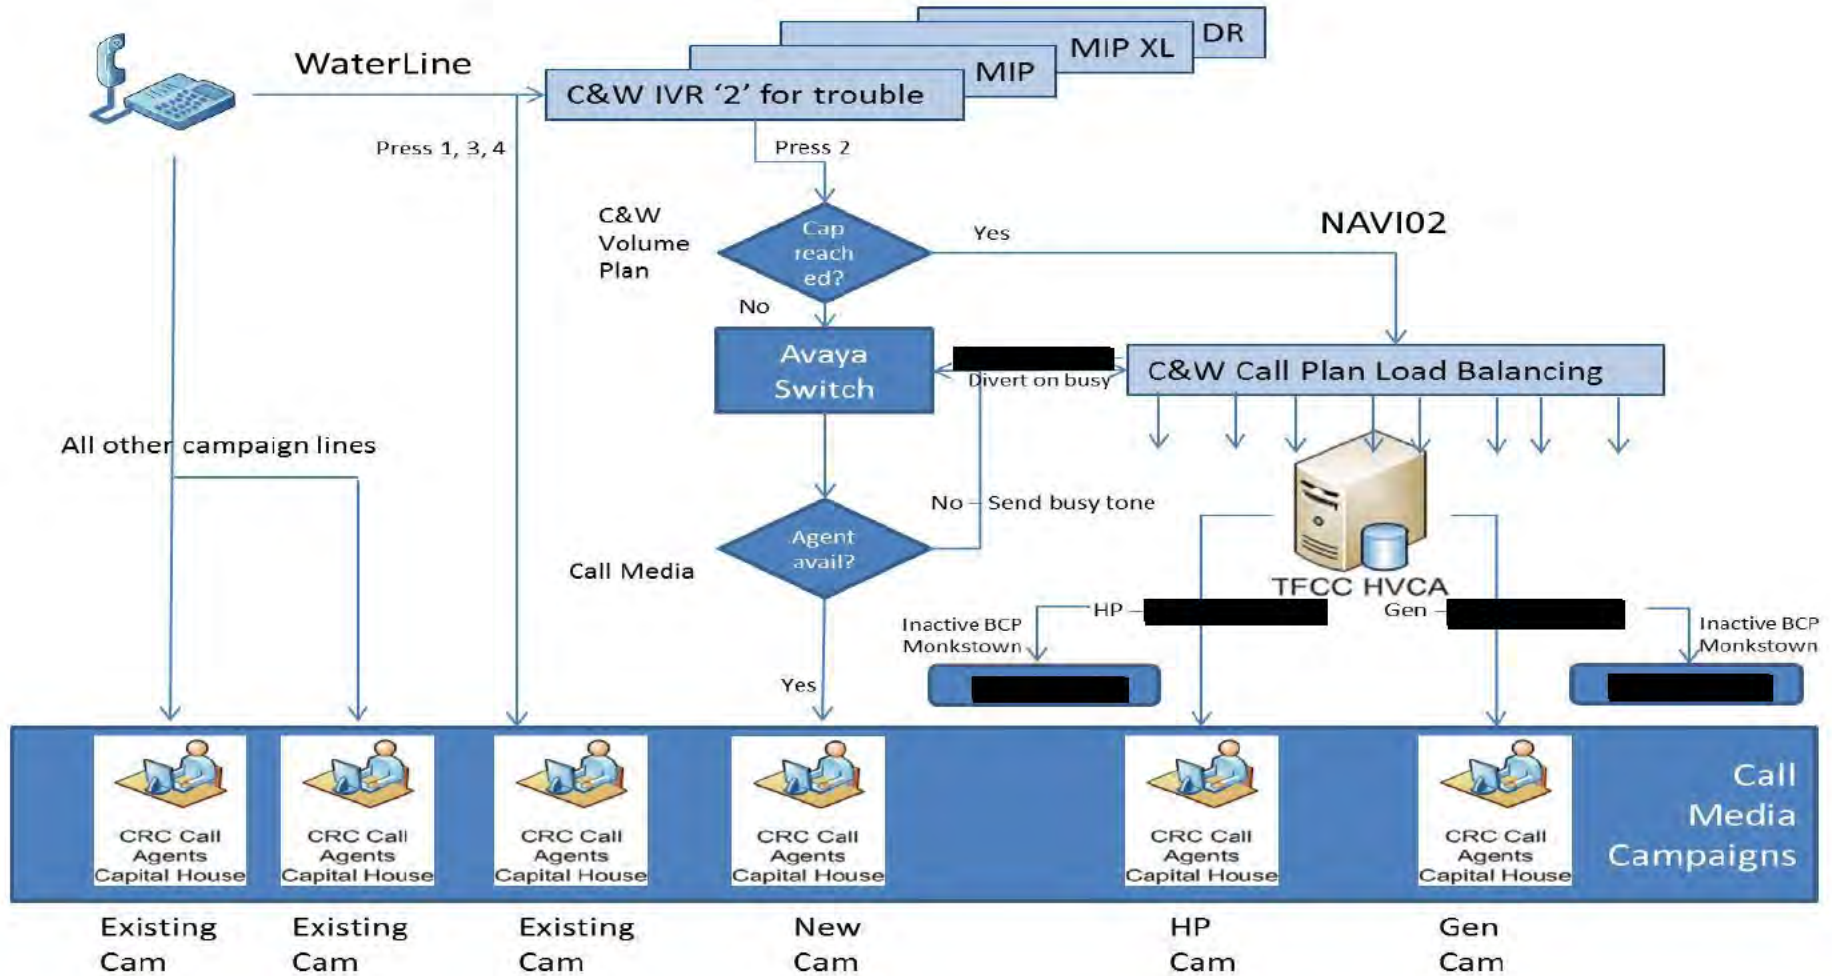 DR
MIP XL
MIP
WaterLine
C&W IVR '2' for trouble
Press 1, 3, 4
Press 2
C&W
Volume
Plan
Cap
reach
ed?
Yes
NAVI02
No
Avaya
Switch
Divert on busy
C&W Call Plan Load Balancing
All other campaign lines
No – Send busy tone
Agent
avail?
Call Media
TFCC HVCA
HP –
Gen –
Inactive BCP
Monkstown
Inactive BCP
Monkstown
Yes
CRC Call
Agents
Capital House
CRC Call
Agents
Capital House
CRC Call
Agents
Capital House
CRC Call
Agents
Capital House
CRC Call
Agents
Capital House
CRC Call
Agents
Capital House
Call
Media
Campaigns
Existing
Cam
Existing
Cam
Existing
Cam
New
Cam
HP
Cam
Gen
Cam